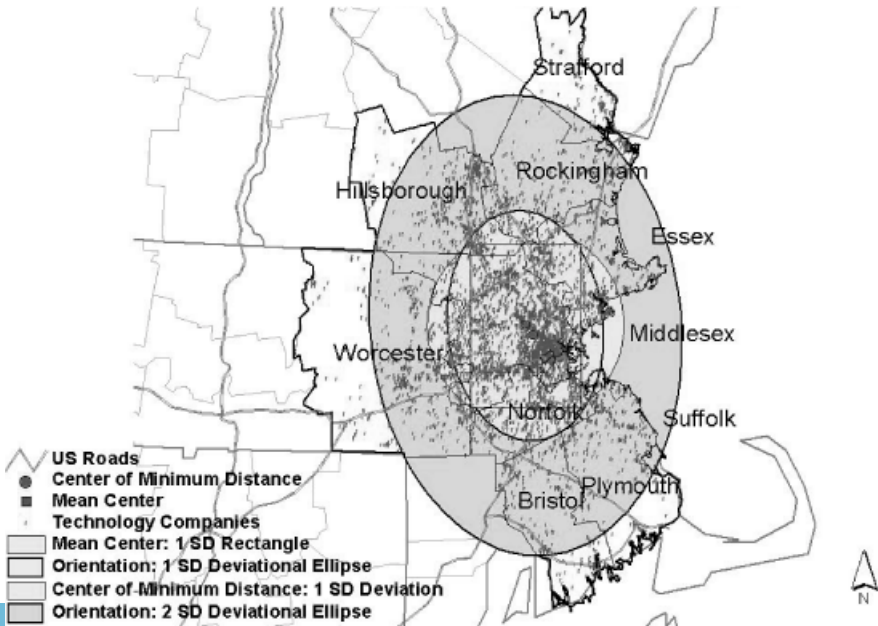 Strafford
Rockingham
Hillsborough
Essex
Middlesex
Worcester
Norfolk
Suffolk
Plymouth
Bristol
US Roads
Center of Minimum Distance
Mean Center
Technology Companies
Mean Center: 1 SD Rectangle
Orientation: 1 SD Deviational Ellipse
Center of Minimum Distance: 1 SD Deviation
Orientation: 2 SD Deviational Ellipse
N